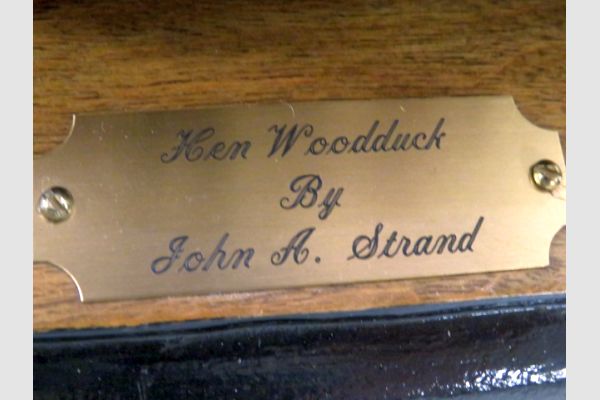 Hen Woodduck
By
John A. Strand